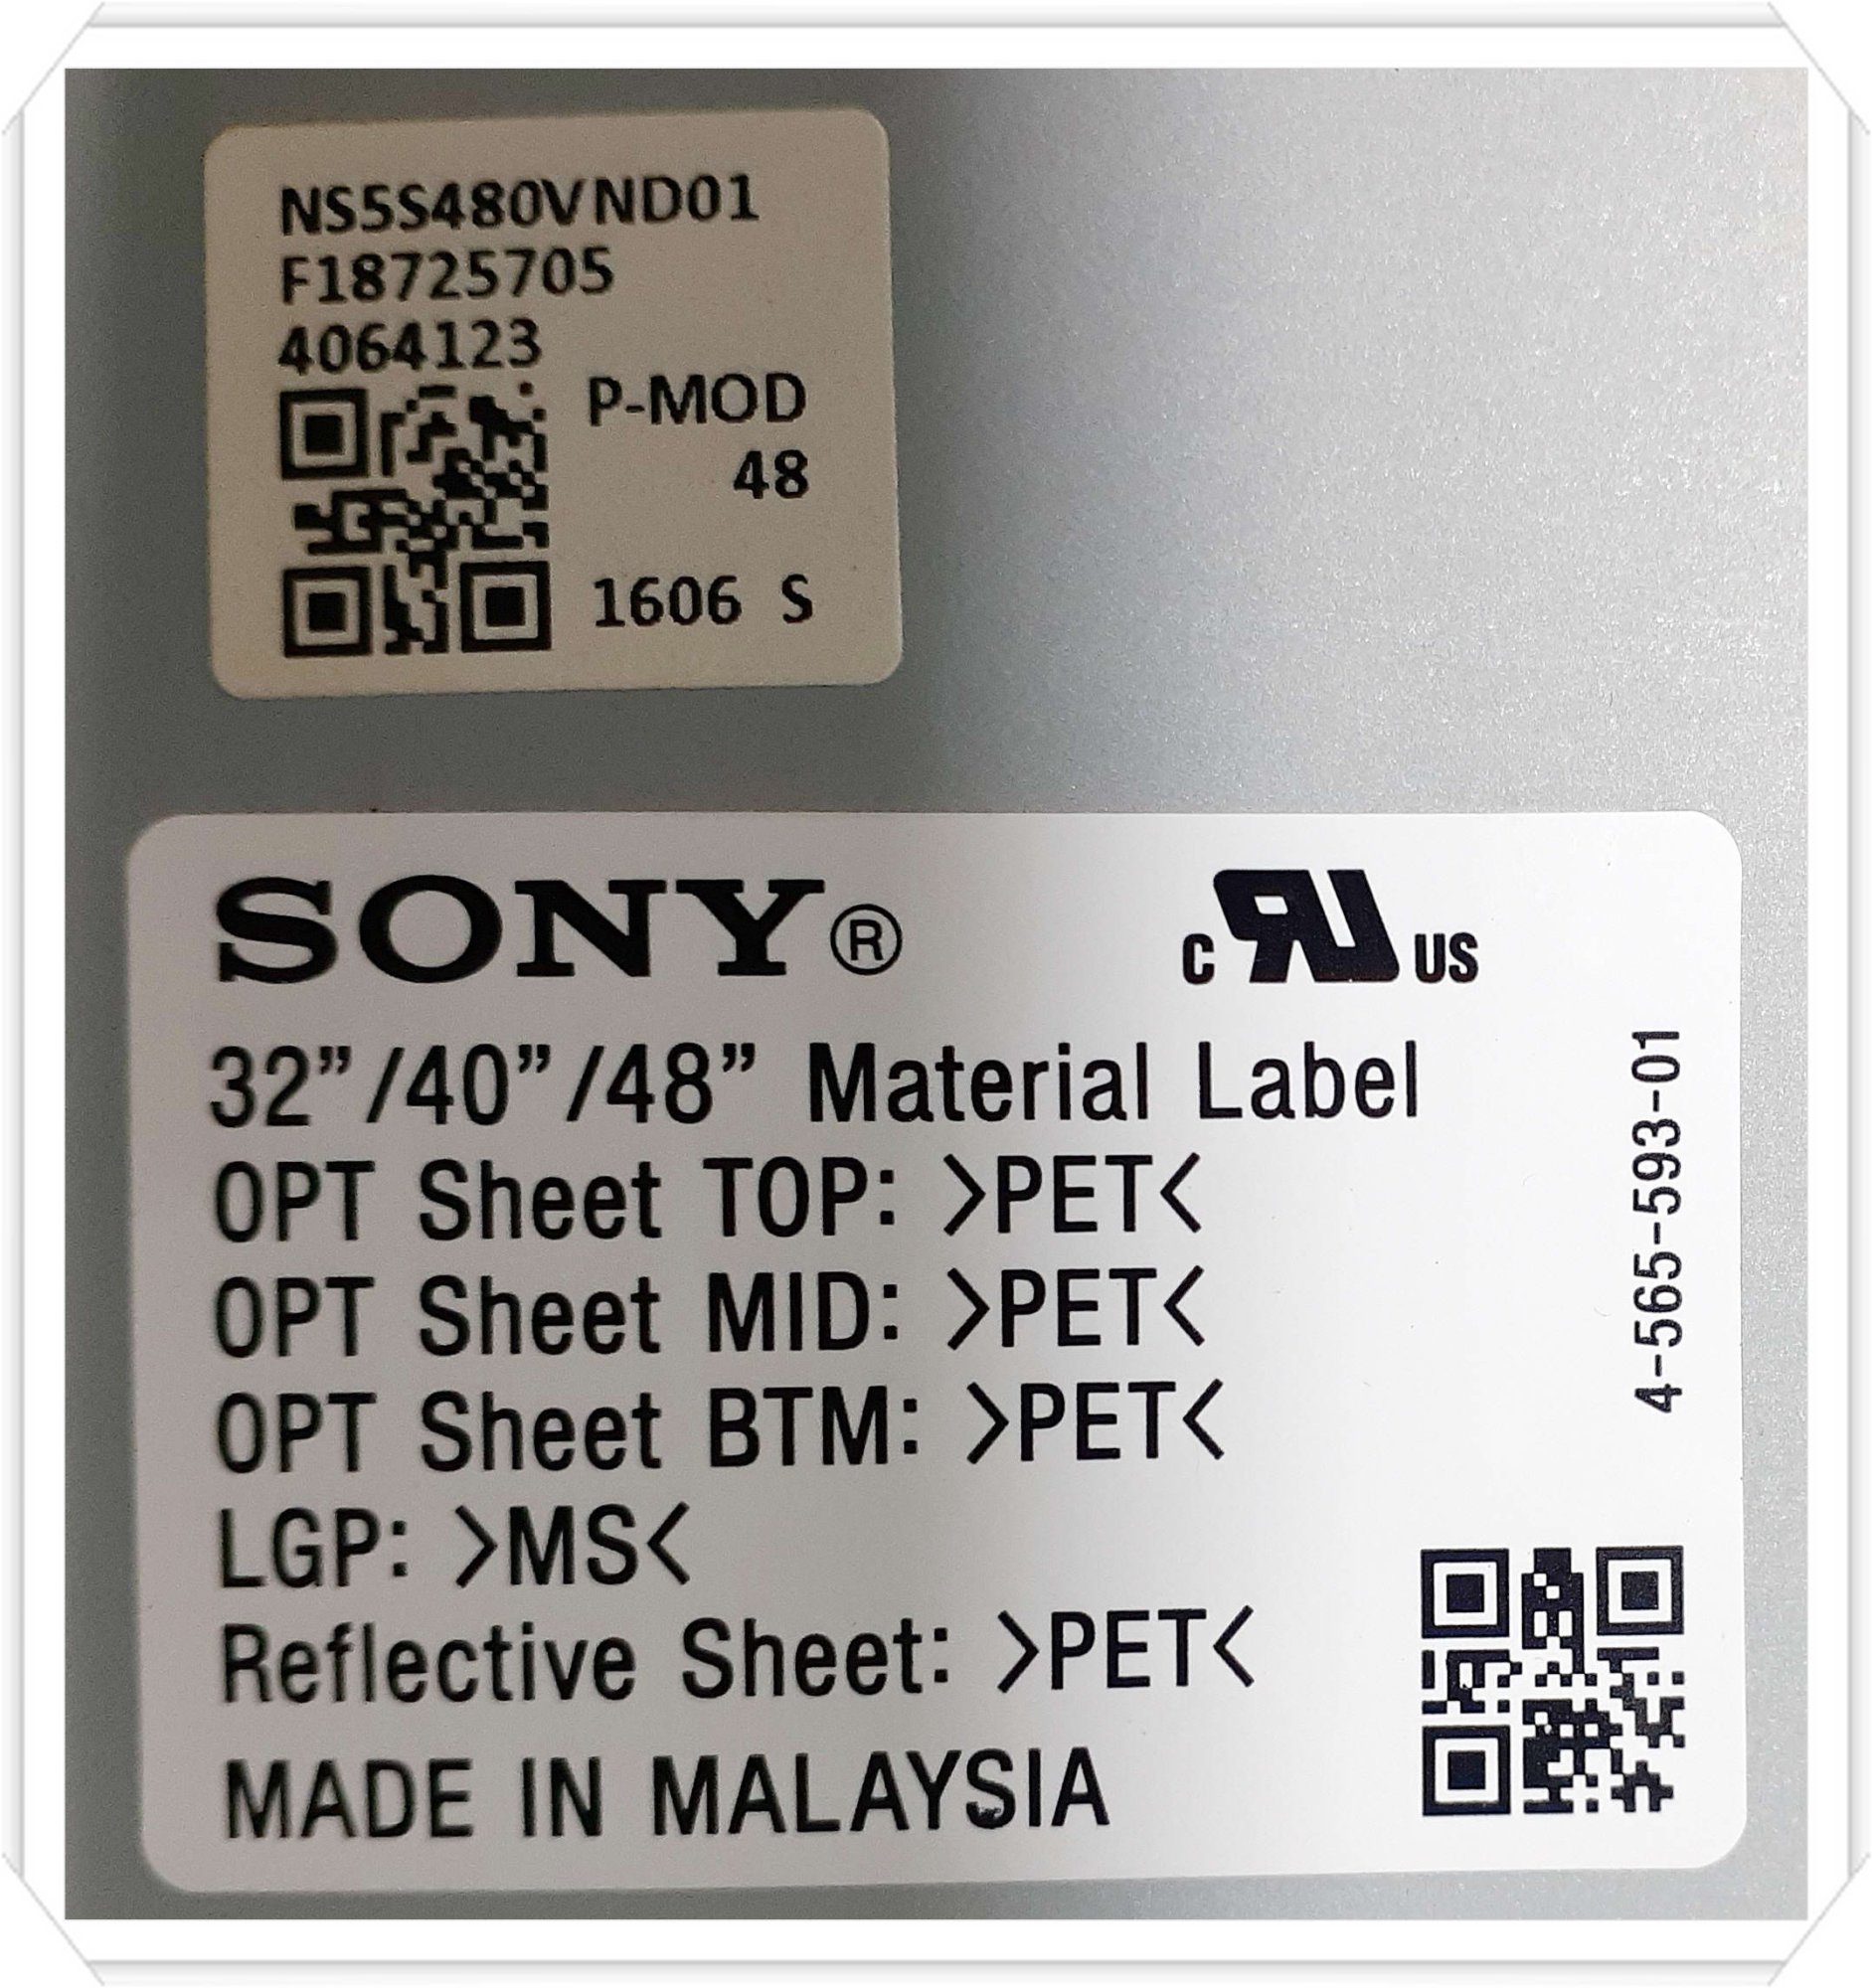 NS5S480VND01
F18725705
4064123
P-MOD
48
1606 S
SONY®
c RU US
32”/40”/48” Material Label
OPT Sheet TOP: >PET<
OPT Sheet MID: >PET<
OPT Sheet BTM: >PET<
LGP: >MS<
Reflective Sheet: >PET<
MADE IN MALAYSIA
4-565-593-01